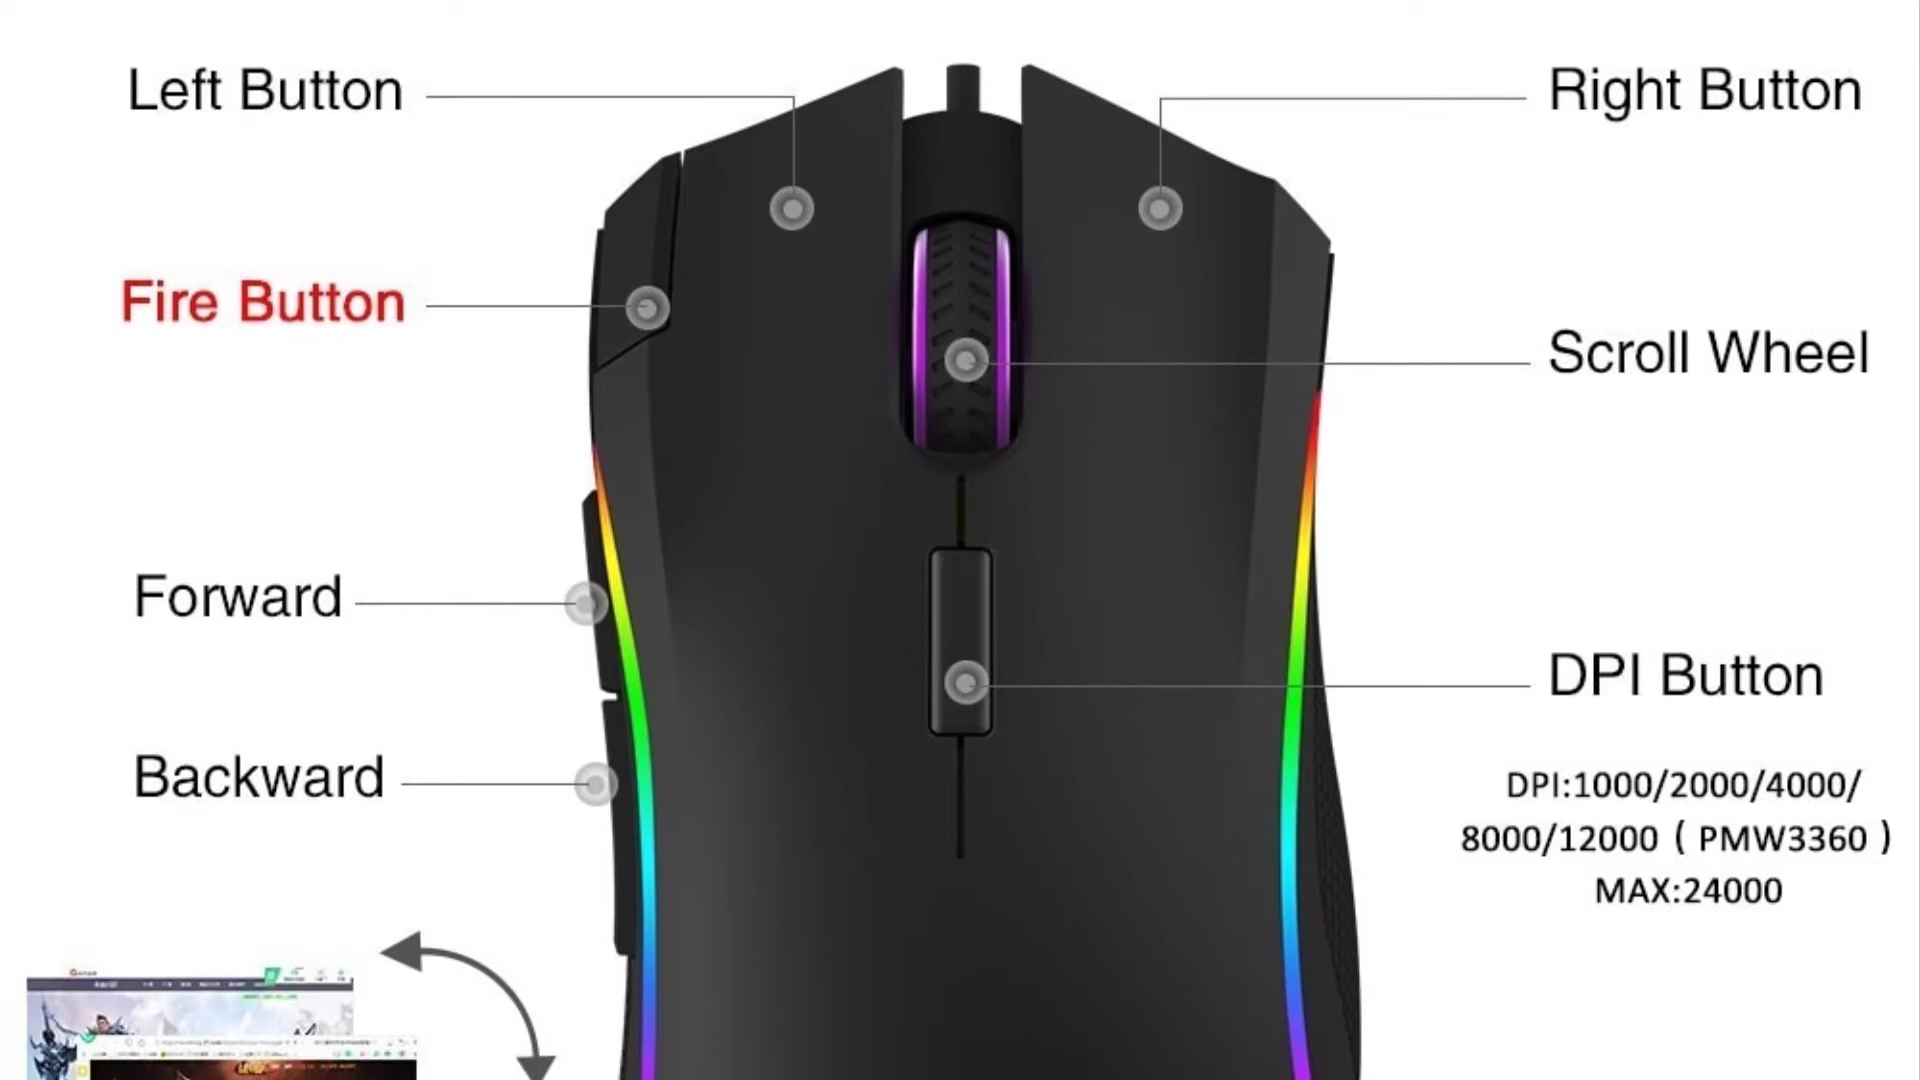 Left Button
Right Button
Fire Button
Scroll Wheel
Forward
DPI Button
Backward
DPI:1000/2000/4000/
8000/12000 ( PMW3360 )
MAX:24000